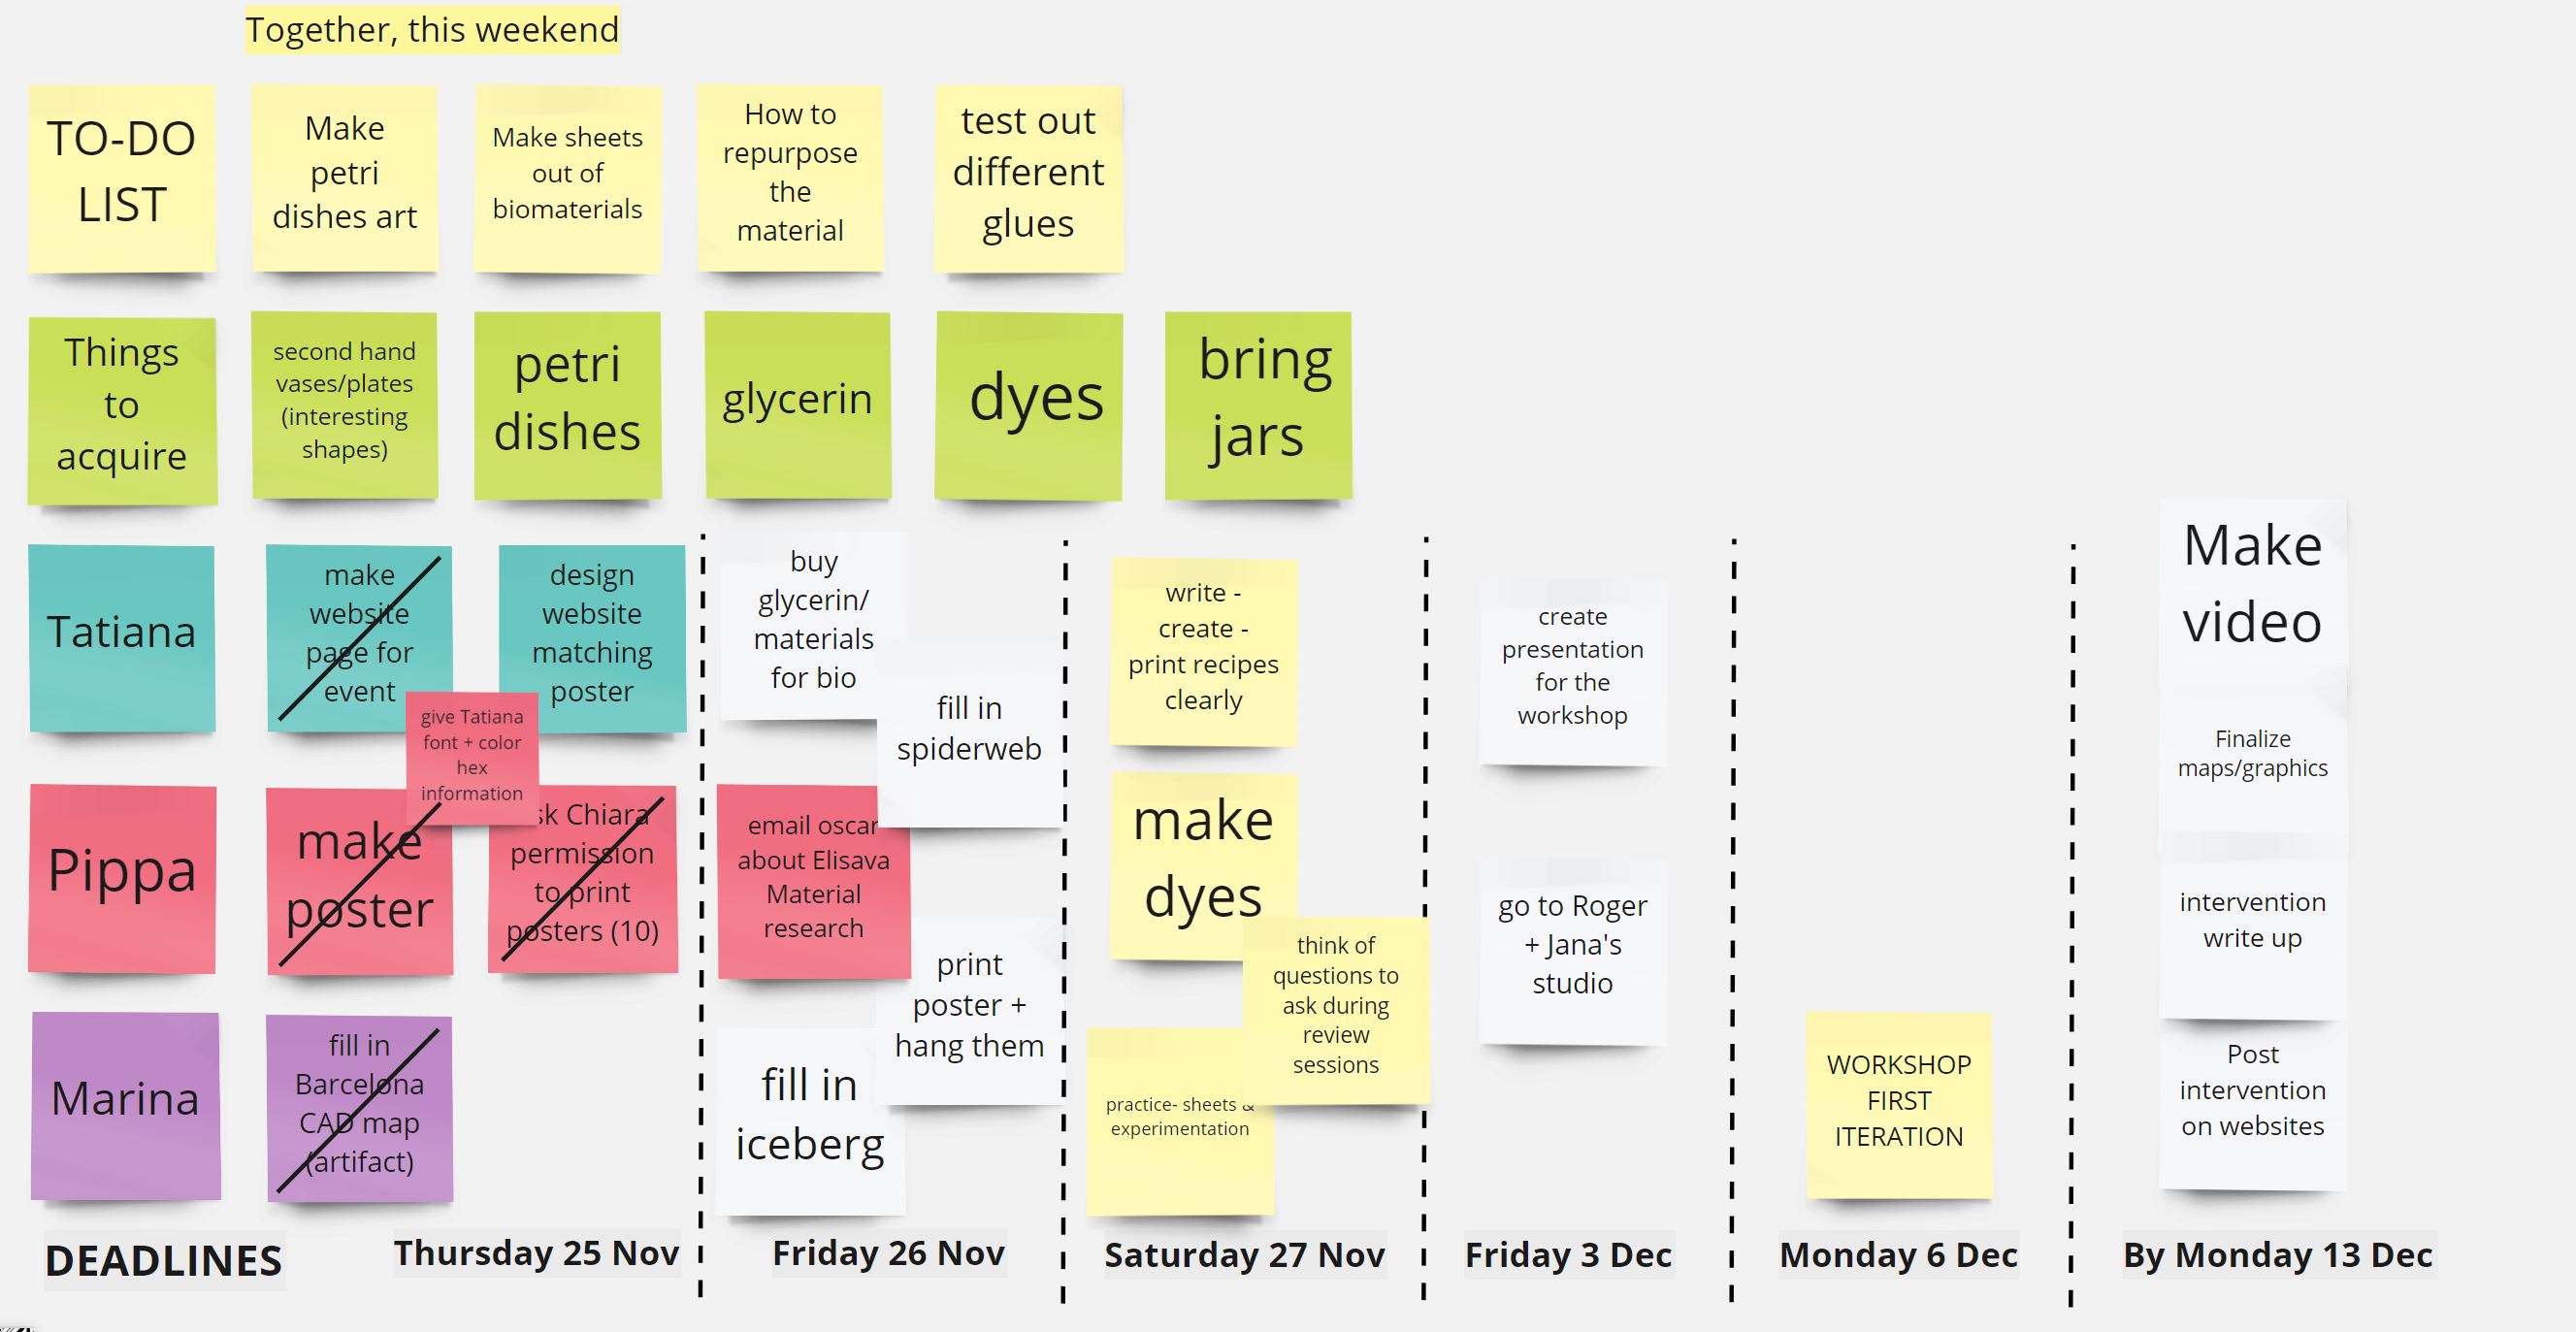 Together, this weekend
TO-DO
LIST
Make
petri
dishes art
Make sheets
out of
biomaterials
How to
repurpose
the
material
test out
different
glues
Things
to
acquire
second hand
vases/plates
(interesting
shapes)
petri
dishes
glycerin
dyes
bring
jars
Tatiana
make
website
page for
event
design
website
matching
poster
give Tatiana
font + color
hex
information
Pippa
make
poster
sk Chiara
permission
to print
posters (10)
Marina
fill in
Barcelona
CAD map
(artifact)
buy
glycerin/
materials
for bio
fill in
spiderweb
email oscar
about Elisava
Material
research
print
poster +
hang them
fill in
iceberg
write -
create -
print recipes
clearly
make
dyes
think of
questions to
ask during
review
sessions
practice- sheets &
experimentation
create
presentation
for the
workshop
go to Roger
+ Jana's
studio
WORKSHOP
FIRST
ITERATION
Make
video
Finalize
maps/graphics
intervention
write up
Post
intervention
on websites
DEADLINES
Thursday 25 Nov
Friday 26 Nov
Saturday 27 Nov
Friday 3 Dec
Monday 6 Dec
By Monday 13 Dec